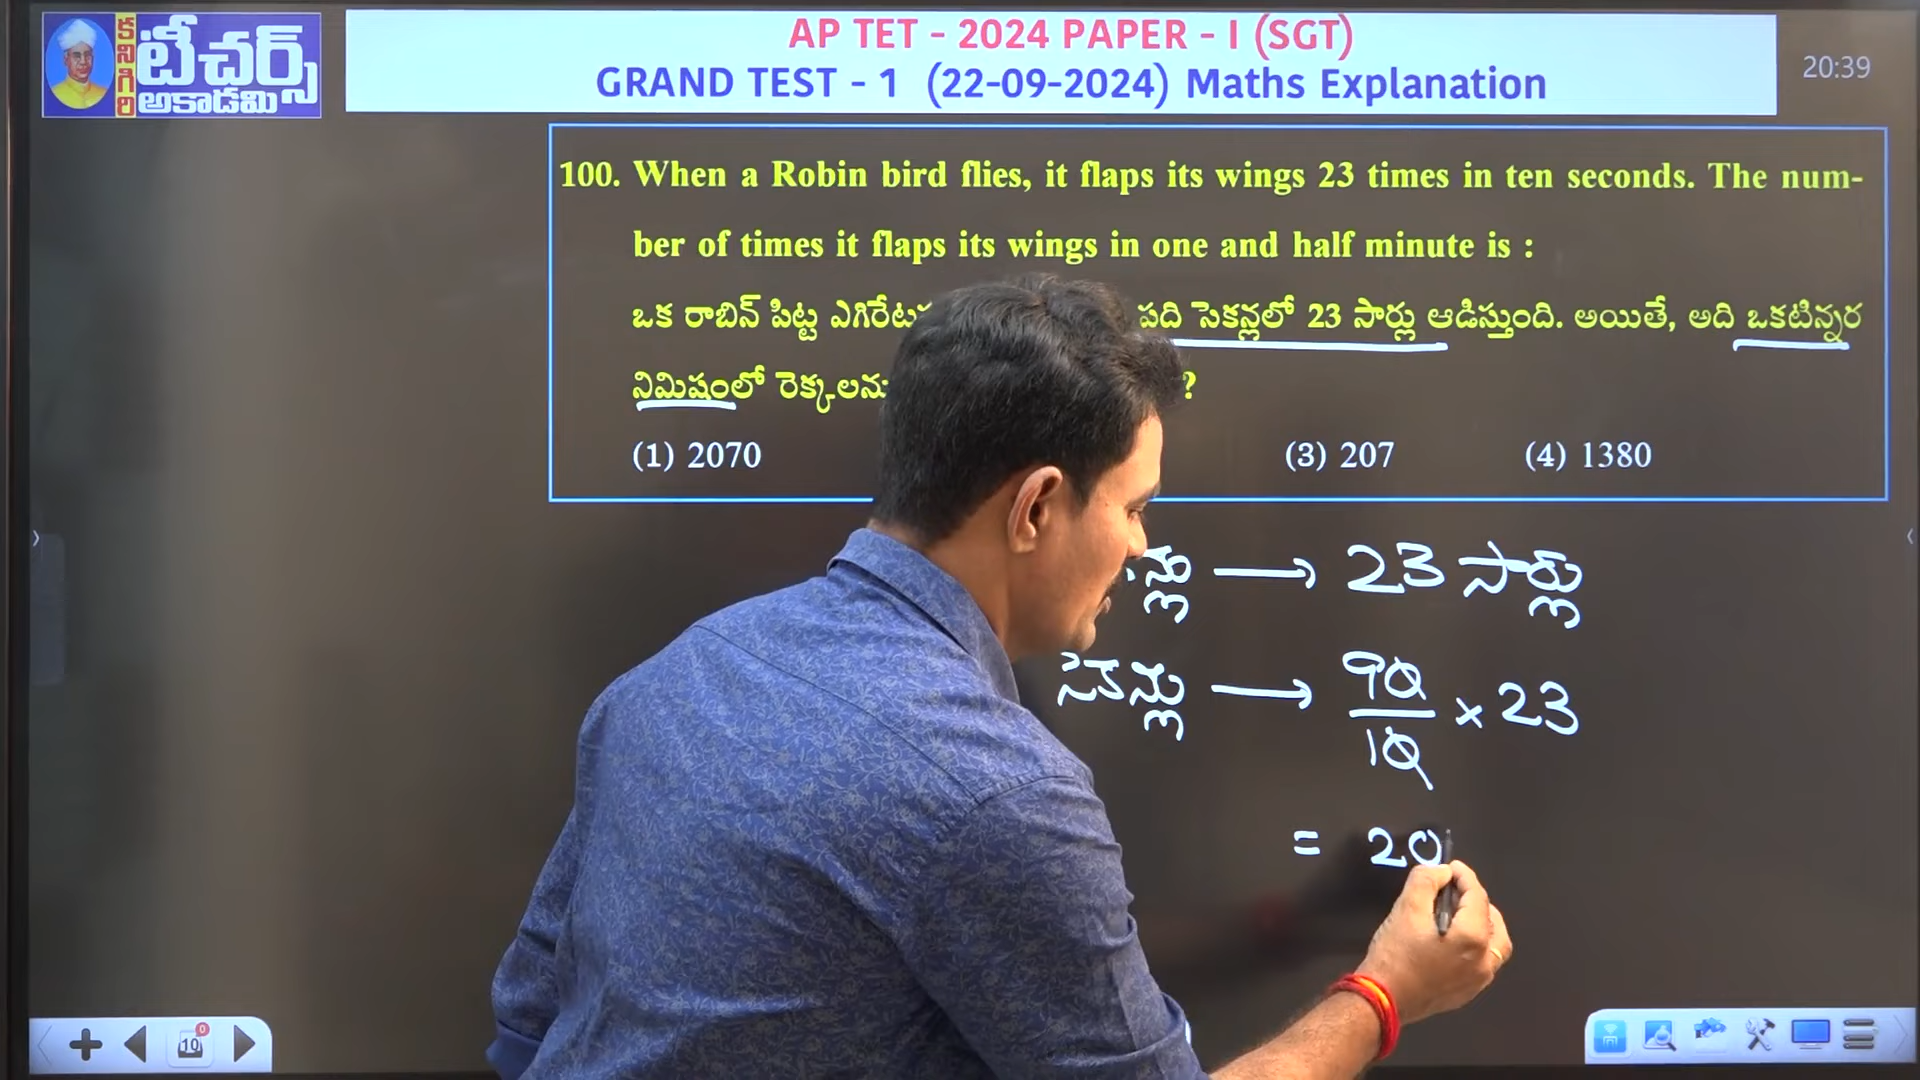 కనిగిరి
టీచర్స్
అకాడమి
AP TET - 2024 PAPER - I (SGT)
GRAND TEST - 1 (22-09-2024) Maths Explanation
20:39
100. When a Robin bird flies, it flaps its wings 23 times in ten seconds. The num-
ber of times it flaps its wings in one and half minute is :
ఒక రాబిన్ పిట్ట పది సెకన్లలో 23 సార్లు ఆడిస్తుంది. అయితే, అది ఒకటిన్నర
నిమిషంలో ?
(1) 2070 (3) 207 (4) 1380
→ 23 సార్లు
→ 90/10 × 23
= 20
10
0